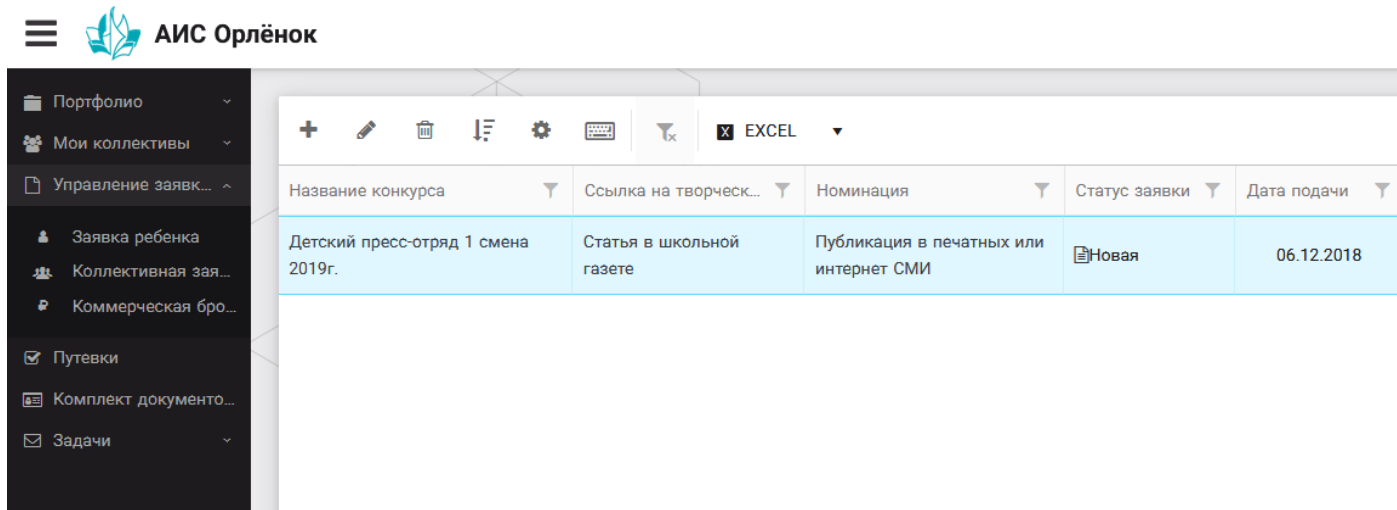 АИС Орлёнок
Портфолио
Мои коллективы
Управление заявк...
Заявка ребенка
Коллективная зая...
Коммерческая бро...
Путевки
Комплект документо...
Задачи
X EXCEL
Название конкурса
Ссылка на творческ...
Номинация
Статус заявки
Дата подачи
Детский пресс-отряд 1 смена
2019г.
Статья в школьной
газете
Публикация в печатных или
интернет СМИ
Новая
06.12.2018